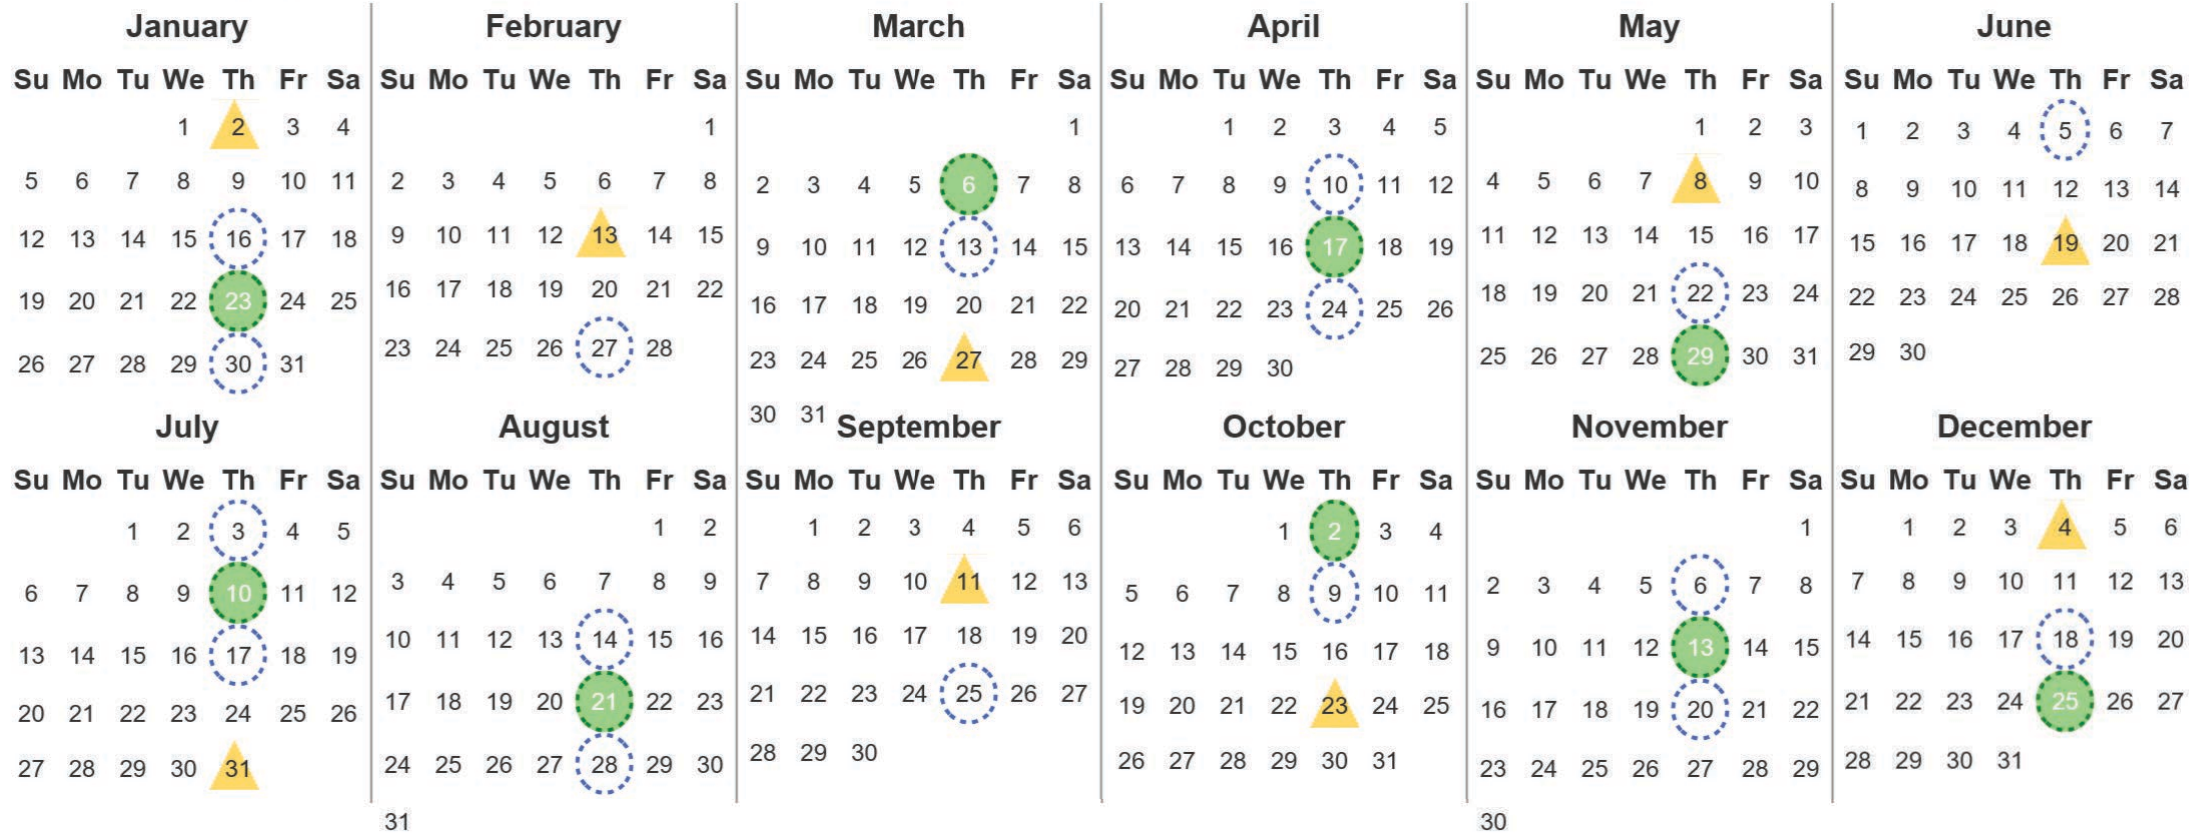 January
Su Mo Tu We Th Fr Sa
1 2 3 4
5 6 7 8 9 10 11
12 13 14 15 16 17 18
19 20 21 22 23 24 25
26 27 28 29 30 31
February
Su Mo Tu We Th Fr Sa
1
2 3 4 5 6 7 8
9 10 11 12 13 14 15
16 17 18 19 20 21 22
23 24 25 26 27 28
March
Su Mo Tu We Th Fr Sa
1
2 3 4 5 6 7 8
9 10 11 12 13 14 15
16 17 18 19 20 21 22
23 24 25 26 27 28 29
30 31
April
Su Mo Tu We Th Fr Sa
1 2 3 4 5
6 7 8 9 10 11 12
13 14 15 16 17 18 19
20 21 22 23 24 25 26
27 28 29 30
May
Su Mo Tu We Th Fr Sa
1 2 3
4 5 6 7 8 9 10
11 12 13 14 15 16 17
18 19 20 21 22 23 24
25 26 27 28 29 30 31
June
Su Mo Tu We Th Fr Sa
1 2 3 4 5 6 7
8 9 10 11 12 13 14
15 16 17 18 19 20 21
22 23 24 25 26 27 28
29 30
July
Su Mo Tu We Th Fr Sa
1 2 3 4 5
6 7 8 9 10 11 12
13 14 15 16 17 18 19
20 21 22 23 24 25 26
27 28 29 30 31
August
Su Mo Tu We Th Fr Sa
1 2
3 4 5 6 7 8 9
10 11 12 13 14 15 16
17 18 19 20 21 22 23
24 25 26 27 28 29 30
31
September
Su Mo Tu We Th Fr Sa
1 2 3 4 5 6
7 8 9 10 11 12 13
14 15 16 17 18 19 20
21 22 23 24 25 26 27
28 29 30
October
Su Mo Tu We Th Fr Sa
1 2 3 4
5 6 7 8 9 10 11
12 13 14 15 16 17 18
19 20 21 22 23 24 25
26 27 28 29 30 31
November
Su Mo Tu We Th Fr Sa
1
2 3 4 5 6 7 8
9 10 11 12 13 14 15
16 17 18 19 20 21 22
23 24 25 26 27 28 29
30
December
Su Mo Tu We Th Fr Sa
1 2 3 4 5 6
7 8 9 10 11 12 13
14 15 16 17 18 19 20
21 22 23 24 25 26 27
28 29 30 31